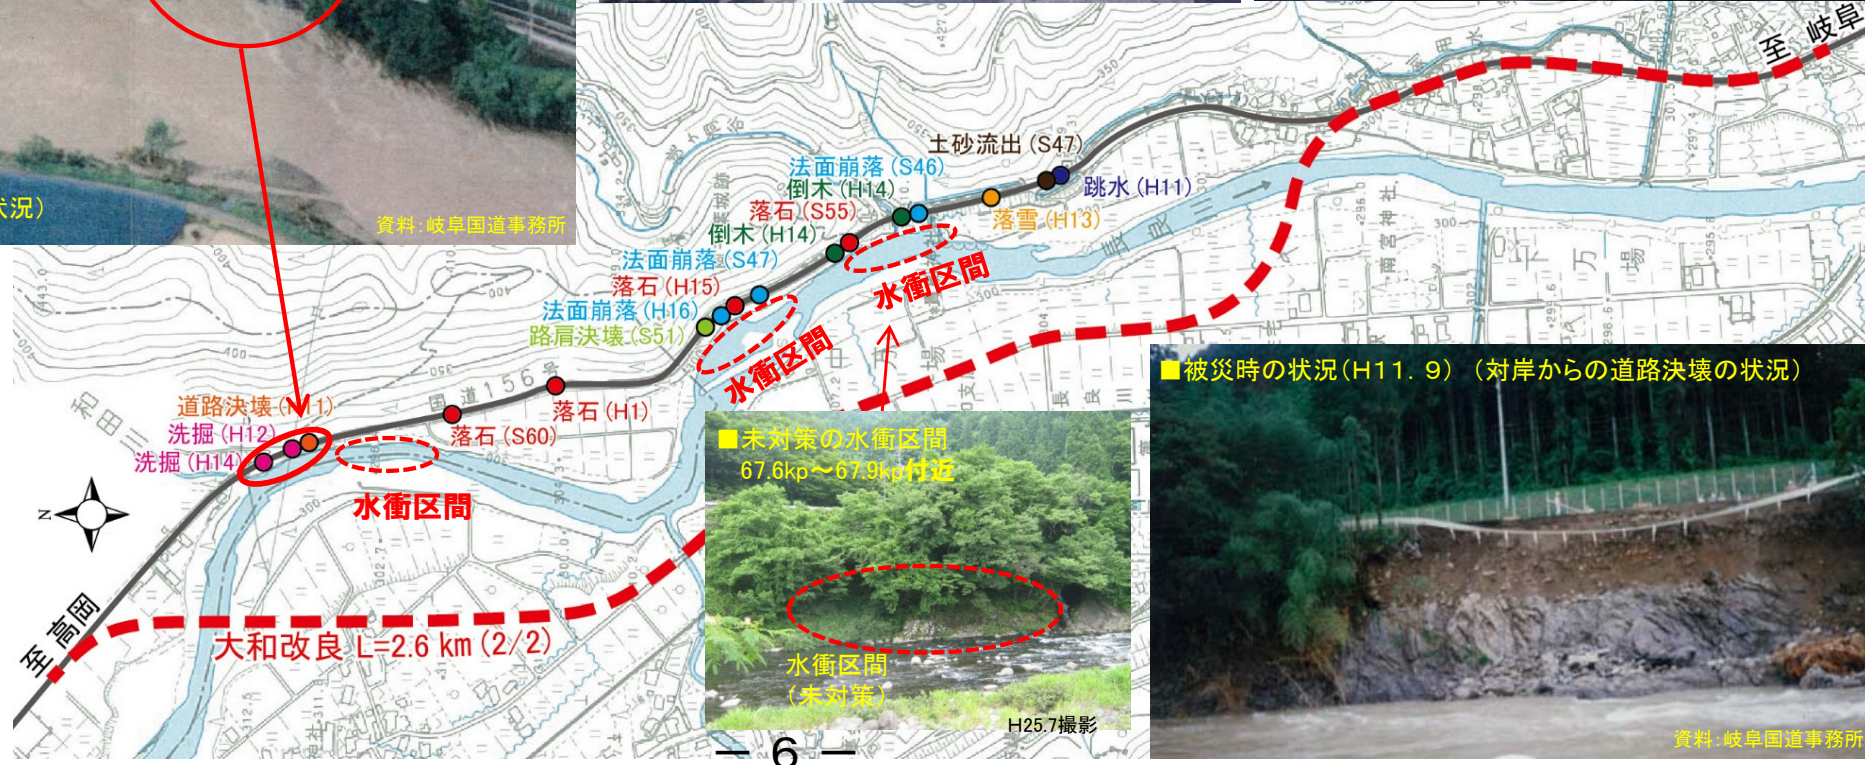 状況）
資料：岐阜国道事務所
至 岐阜
土砂流出（S47）
法面崩落（S46）
倒木（H14）
跳水（H11）
落石（S55）
落雪（H13）
倒木（H14）
法面崩落（S47）
水衝区間
落石（H15）
法面崩落（H16）
路肩決壊（S51）
水衝区間
長良川
南宮神社
国道156号
和田川
道路決壊（H11）
落石（H1）
洗掘（H12）
落石（S60）
洗掘（H14）
水衝区間
N
至 高岡
大和改良 L=2.6 km（2/2）
■未対策の水衝区間
67.6kp～67.9kp付近
水衝区間
（未対策）
H25.7撮影
■被災時の状況（H11．9）（対岸からの道路決壊の状況）
資料：岐阜国道事務所
－ 6 －